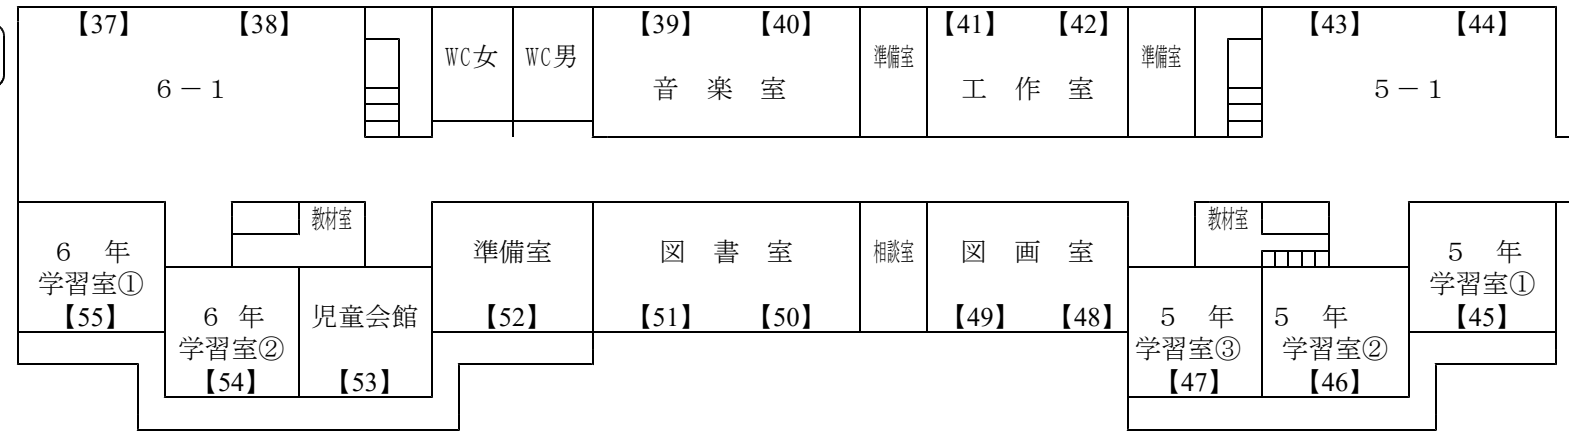 【37】 【38】 【39】 【40】 【41】 【42】 【43】 【44】
WC女 WC男 準備室 準備室
6－1 音 楽 室 工 作 室 5－1
教材室 教材室
6 年 準備室 図 書 室 相談室 図 画 室 5 年
学習室① 学習室①
【55】 6 年 児童会館 【52】 【51】 【50】 【49】 【48】 5 年 5 年 【45】
学習室② 学習室③ 学習室②
【54】 【53】 【47】 【46】